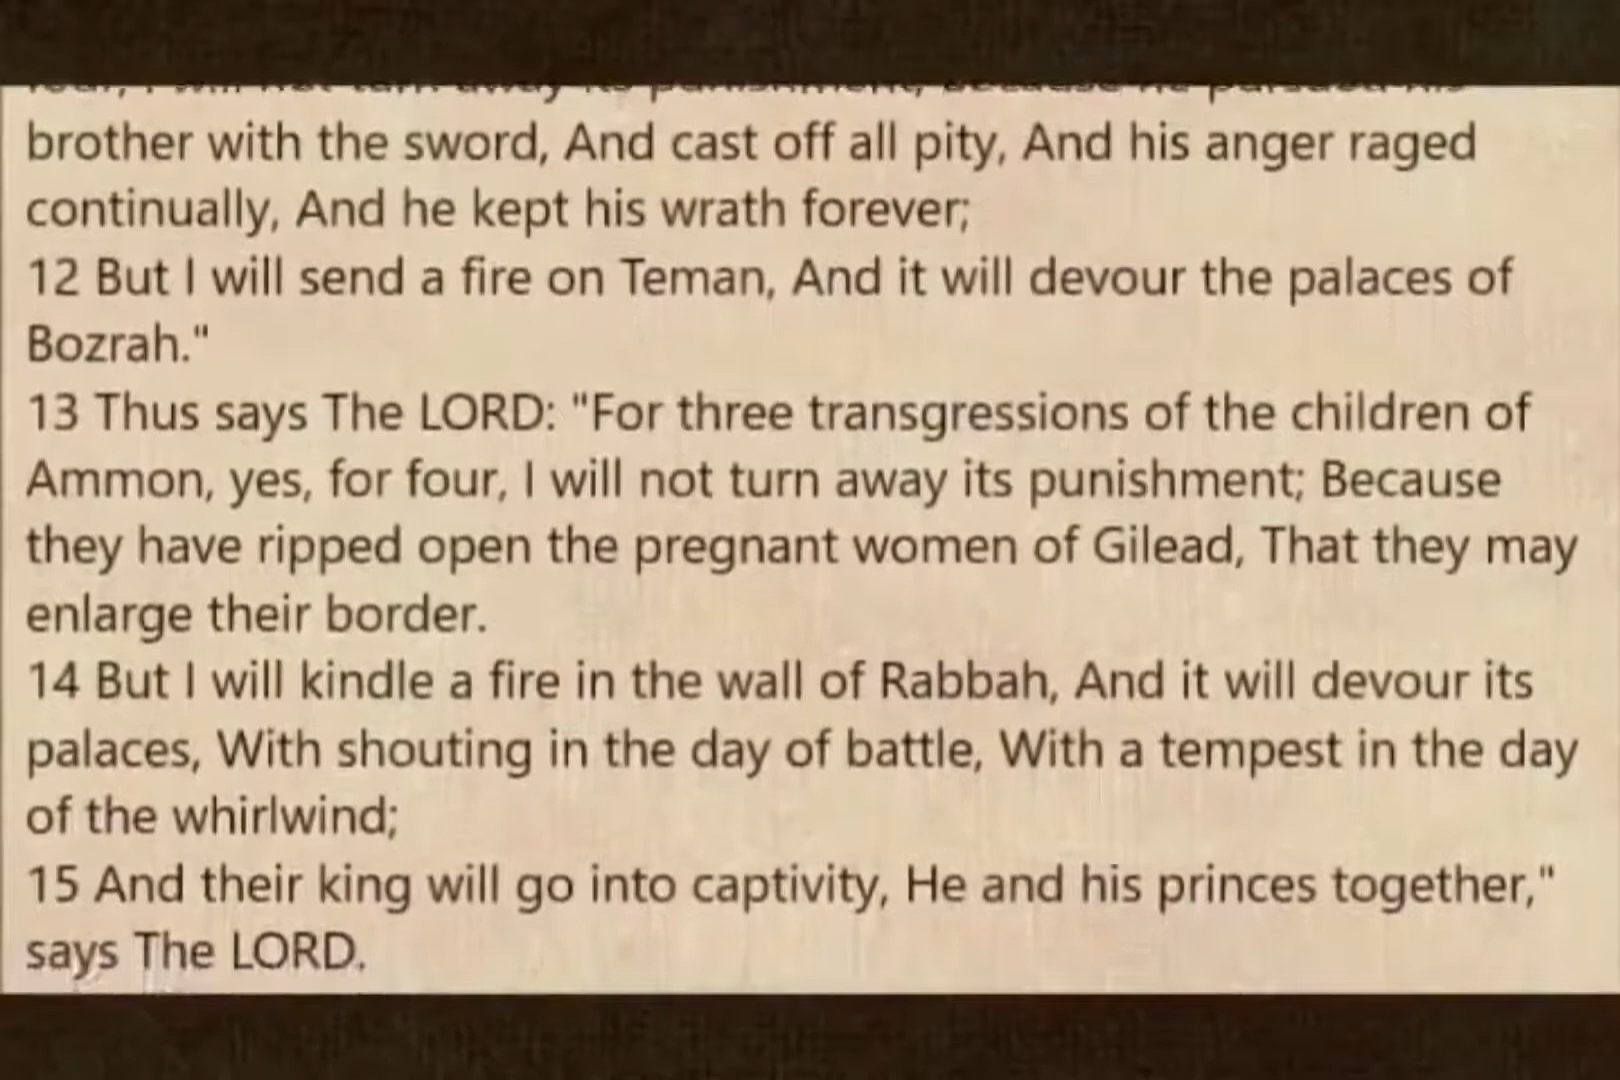 brother with the sword, And cast off all pity, And his anger raged
continually, And he kept his wrath forever;
12 But I will send a fire on Teman, And it will devour the palaces of
Bozrah."
13 Thus says The LORD: "For three transgressions of the children of
Ammon, yes, for four, I will not turn away its punishment; Because
they have ripped open the pregnant women of Gilead, That they may
enlarge their border.
14 But I will kindle a fire in the wall of Rabbah, And it will devour its
palaces, With shouting in the day of battle, With a tempest in the day
of the whirlwind;
15 And their king will go into captivity, He and his princes together,"
says The LORD.